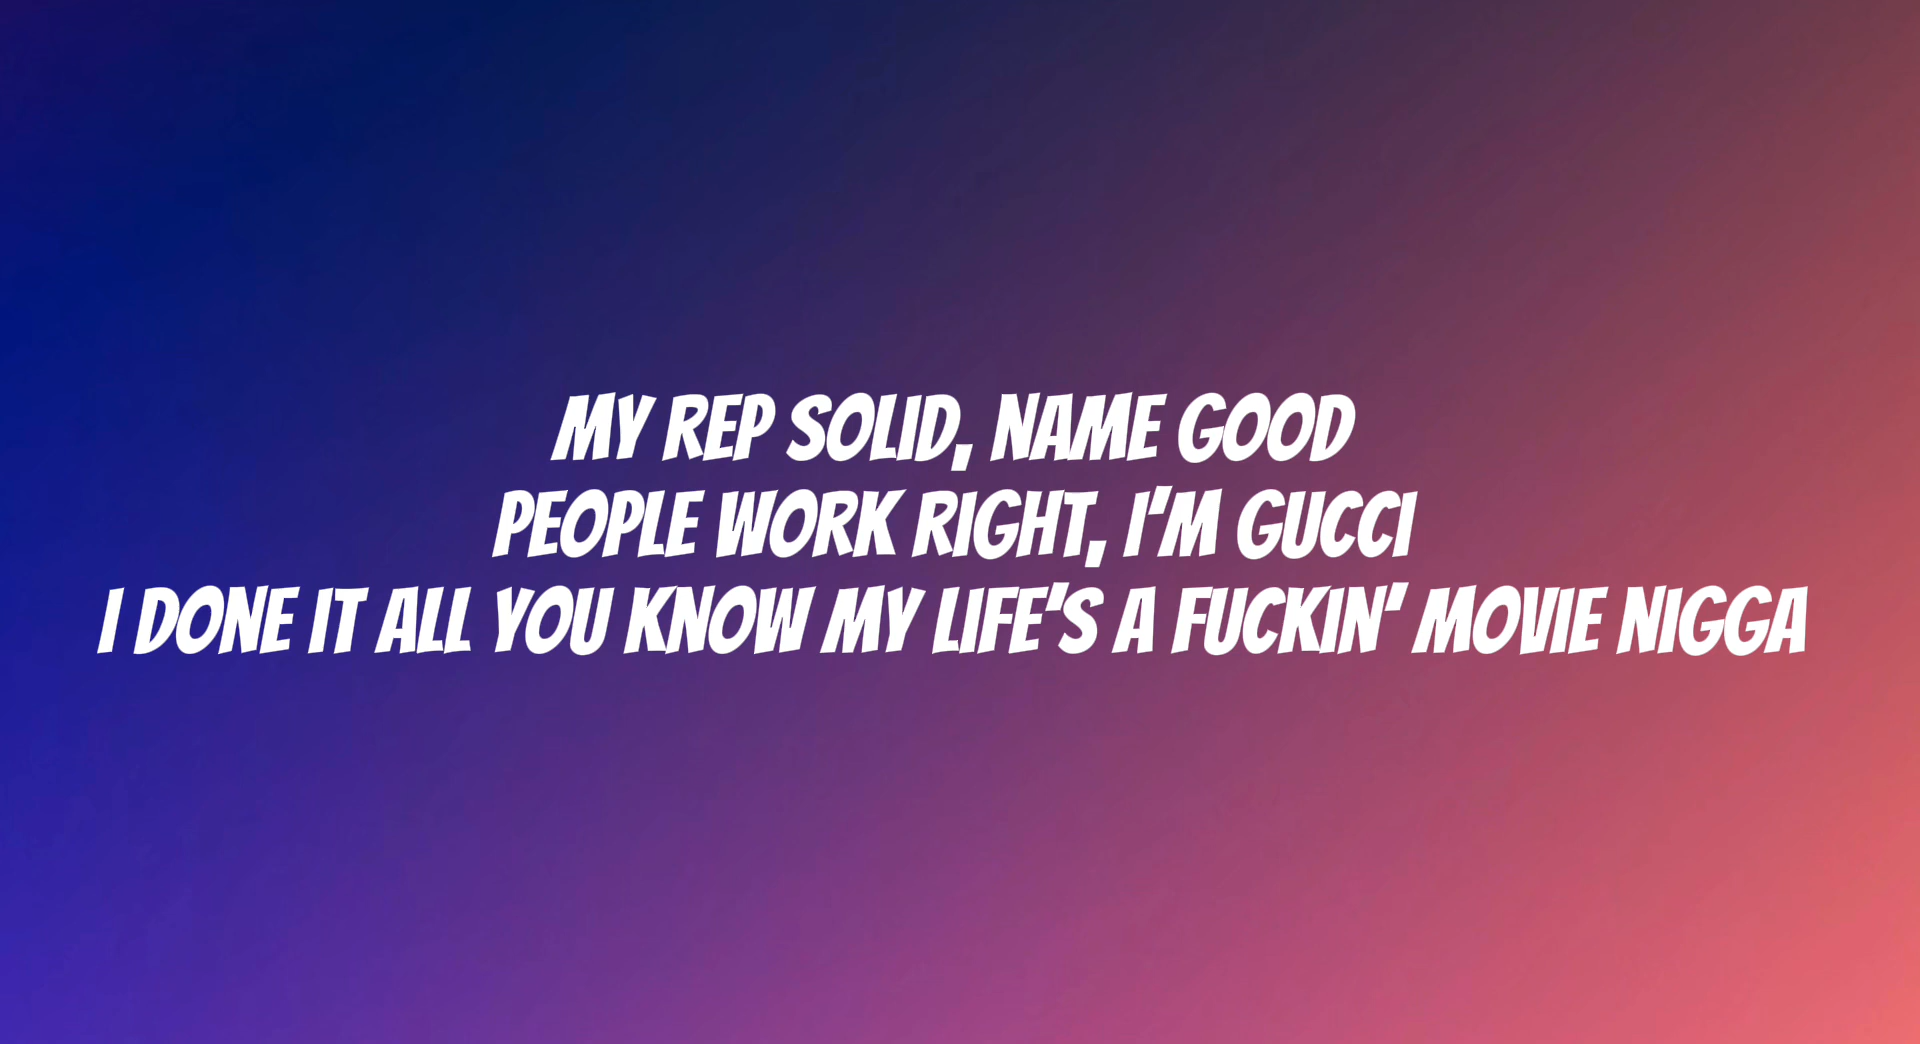 MY REP SOLID, NAME GOOD
PEOPLE WORK RIGHT, I'M GUCCI
I DONE IT ALL YOU KNOW MY LIFE'S A FUCKIN' MOVIE NIGGA